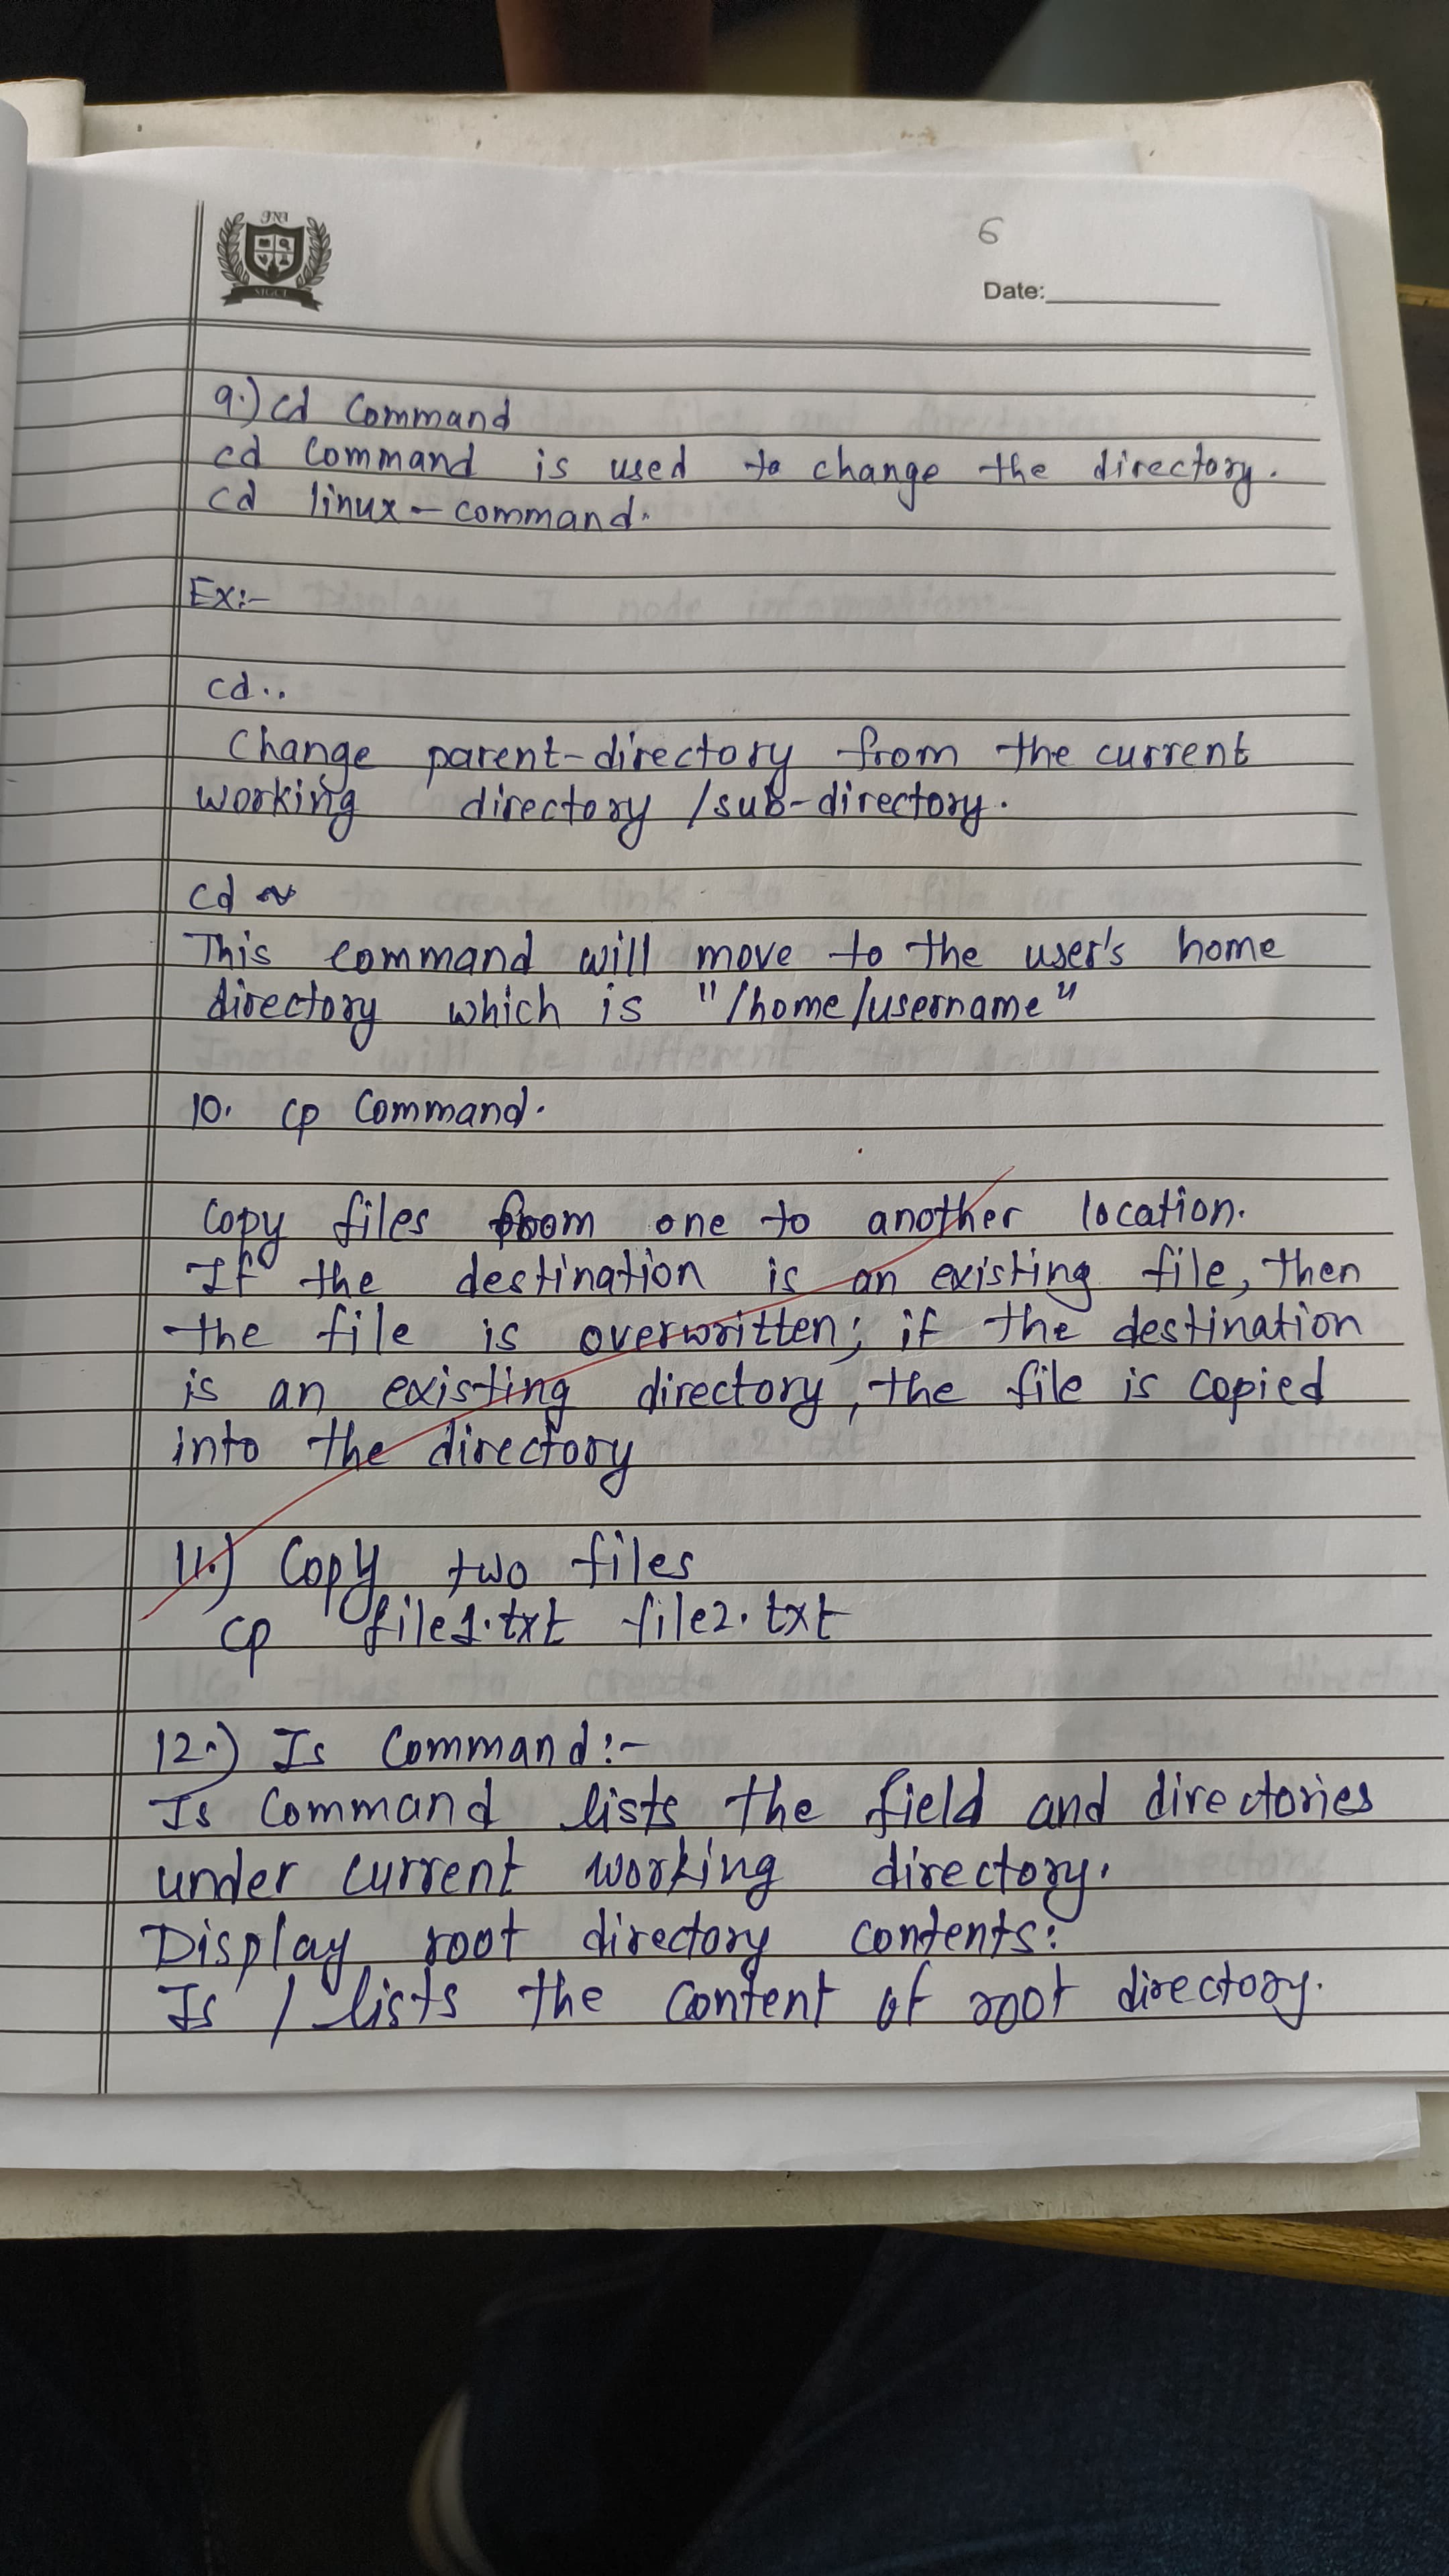 6
Date:
9.) cd Command
cd Command is used to change the directory.
cd linux - command.
Ex:-
cd..
Change parent-directory from the current
working directory /sub-directory.
cd ~
This command will move to the user's home
directory which is "/home/username"
10. cp Command.
Copy files from one to another location.
If the destination is an existing file, then
the file is overwritten; if the destination
is an existing directory, the file is copied
into the directory
11.) Copy two files
cp file1.txt file2.txt
12.) Is Command:-
Is Command lists the field and directories
under current working directory.
Display root directory contents:
Is / lists the content of root directory.